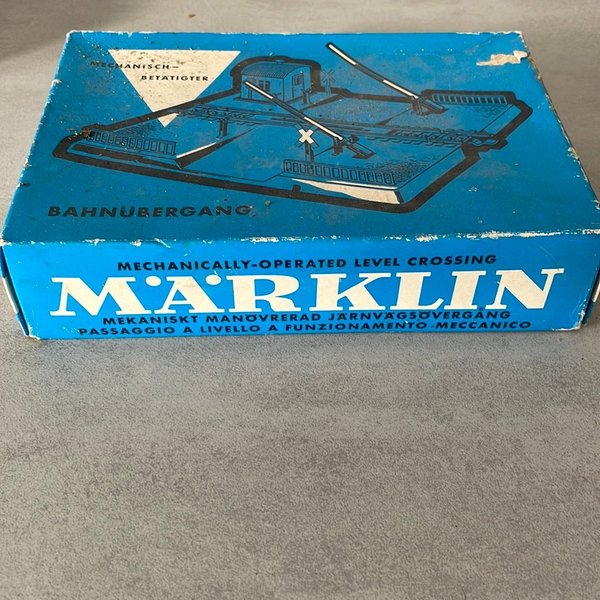 MECHANISCH-
BETÄTIGTER
X
BAHNÜBERGANG
MECHANICALLY-OPERATED LEVEL CROSSING
MÄRKLIN
MEKANISKT MANÖVRERAD JÄRNVÄGSÖVERGÅNG
PASSAGGIO A LIVELLO A FUNZIONAMENTO MECCANICO